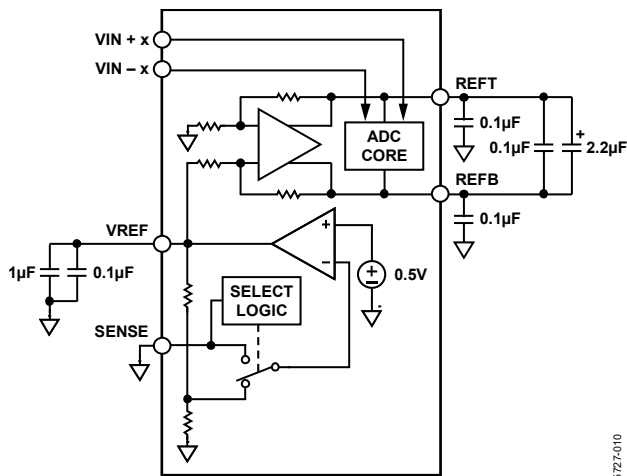 VIN + x
VIN – x
REFT
ADC
CORE
0.1µF
0.1µF
+
2.2µF
REFB
0.1µF
VREF
+
–
+
–
0.5V
1µF
0.1µF
SELECT
LOGIC
SENSE